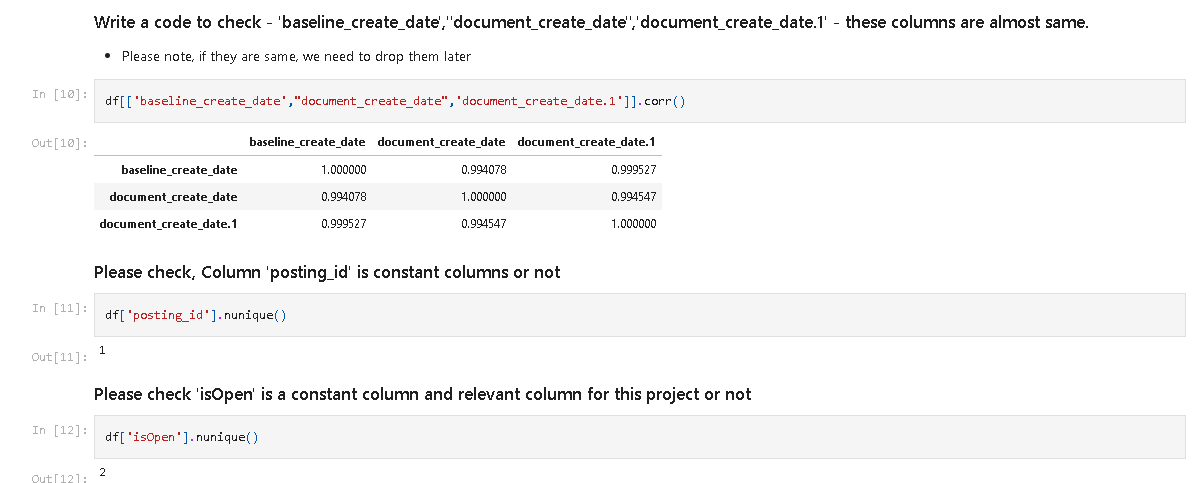 Write a code to check - 'baseline_create_date',"document_create_date",'document_create_date.1' - these columns are almost same.
• Please note, if they are same, we need to drop them later
In [10]: df[['baseline_create_date',"document_create_date",'document_create_date.1']].corr()
Out[10]:
baseline_create_date document_create_date document_create_date.1
baseline_create_date 1.000000 0.994078 0.999527
document_create_date 0.994078 1.000000 0.994547
document_create_date.1 0.999527 0.994547 1.000000
Please check, Column 'posting_id' is constant columns or not
In [11]: df['posting_id'].nunique()
Out[11]: 1
Please check 'isOpen' is a constant column and relevant column for this project or not
In [12]: df['isOpen'].nunique()
Out[12]: 2